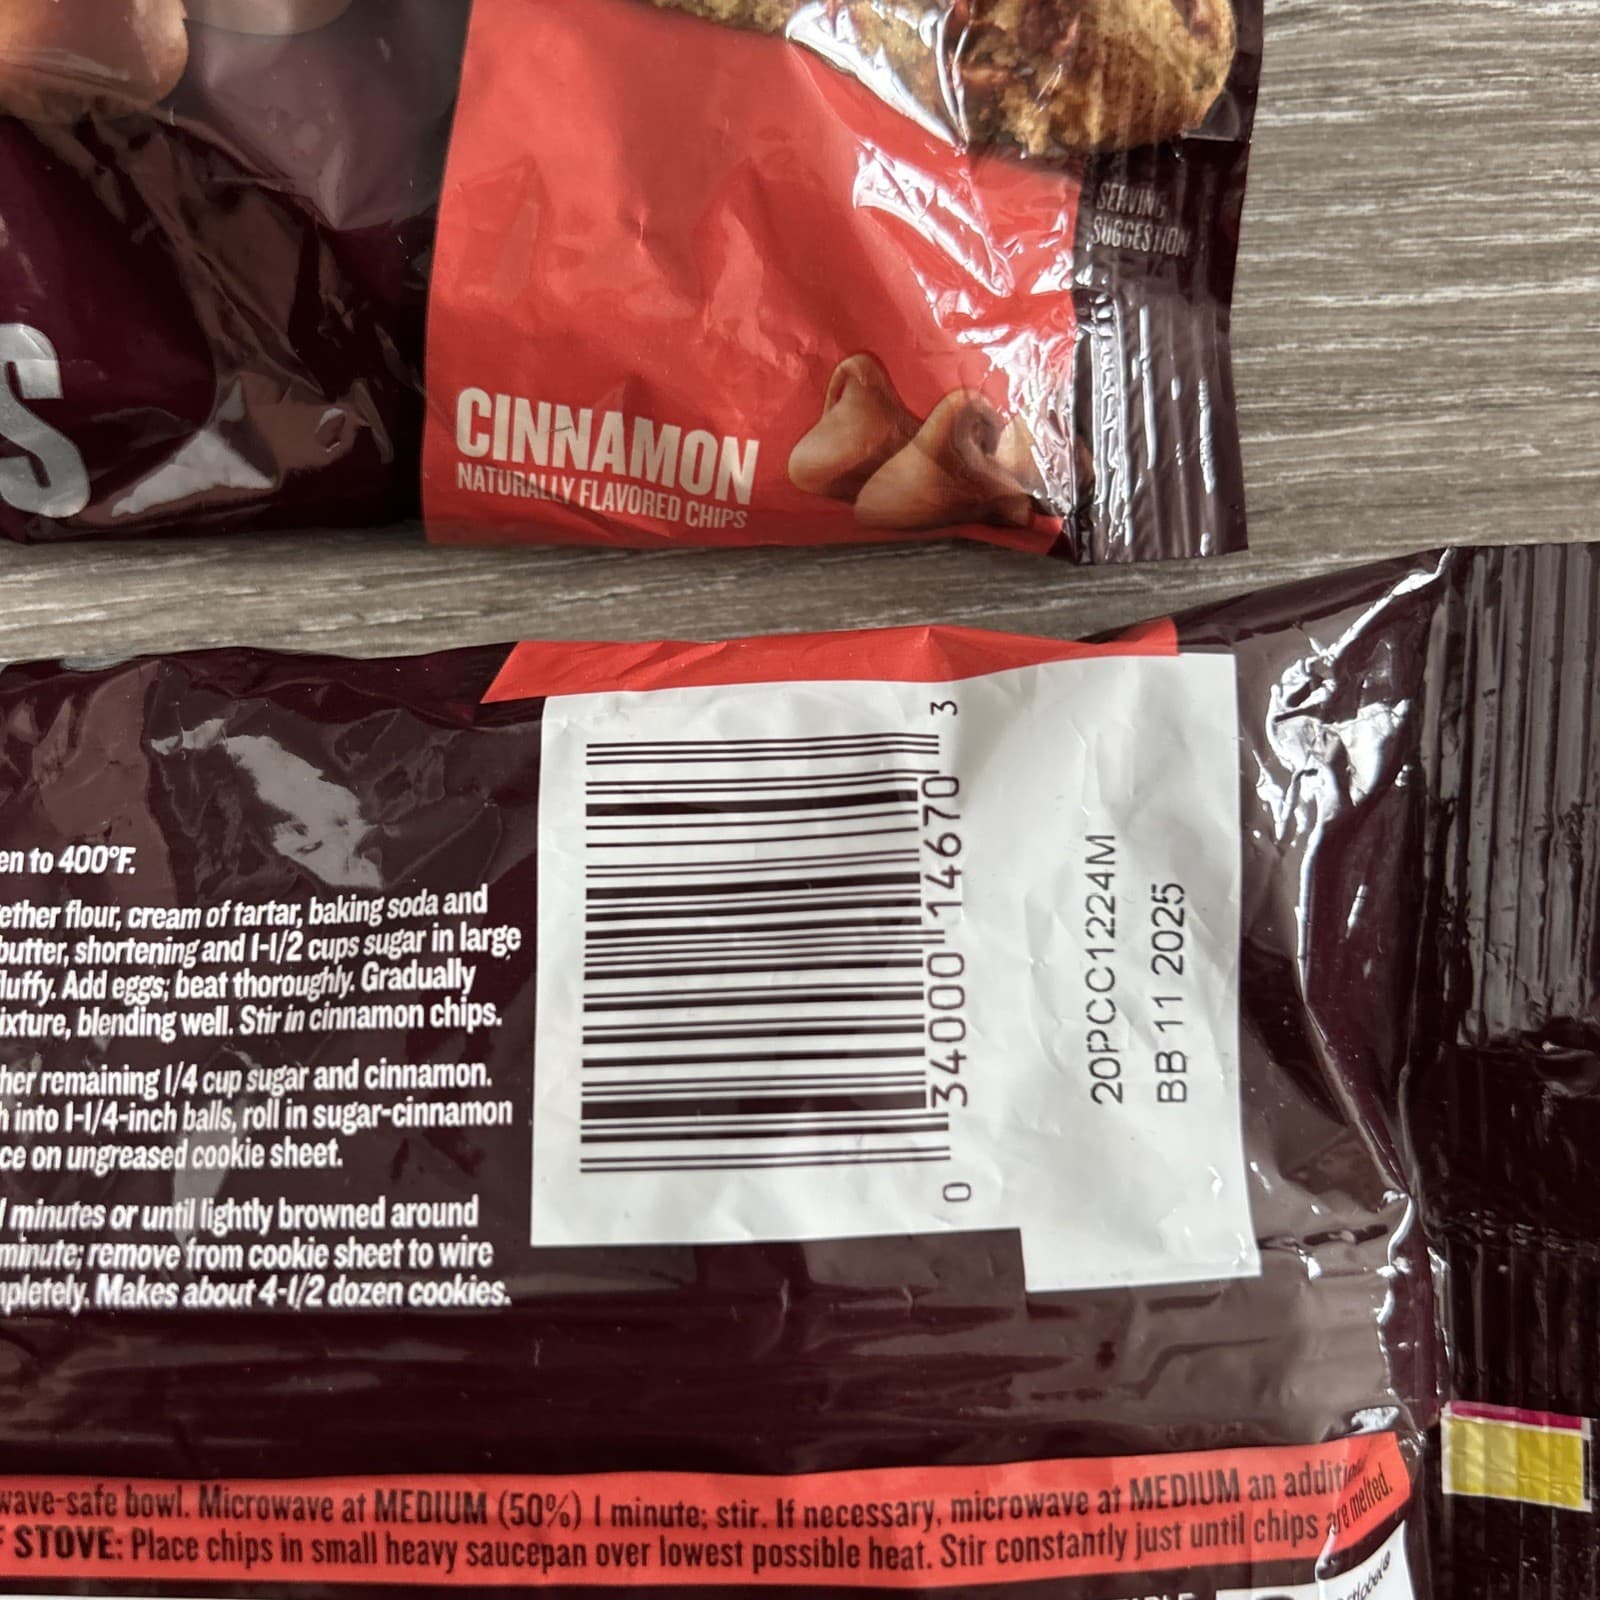 S
SERVING
SUGGESTION
CINNAMON
NATURALLY FLAVORED CHIPS
en to 400°F.
ether flour, cream of tartar, baking soda and
butter, shortening and 1-1/2 cups sugar in large
luffy. Add eggs; beat thoroughly. Gradually
ixture, blending well. Stir in cinnamon chips.
her remaining 1/4 cup sugar and cinnamon.
h into 1-1/4-inch balls, roll in sugar-cinnamon
ce on ungreased cookie sheet.
minutes or until lightly browned around
minute; remove from cookie sheet to wire
pletely. Makes about 4-1/2 dozen cookies.
0 34000 14670 3
20PCC1224M
BB 11 2025
wave-safe bowl. Microwave at MEDIUM (50%) 1 minute; stir. If necessary, microwave at MEDIUM an additional
STOVE: Place chips in small heavy saucepan over lowest possible heat. Stir constantly just until chips are melted.